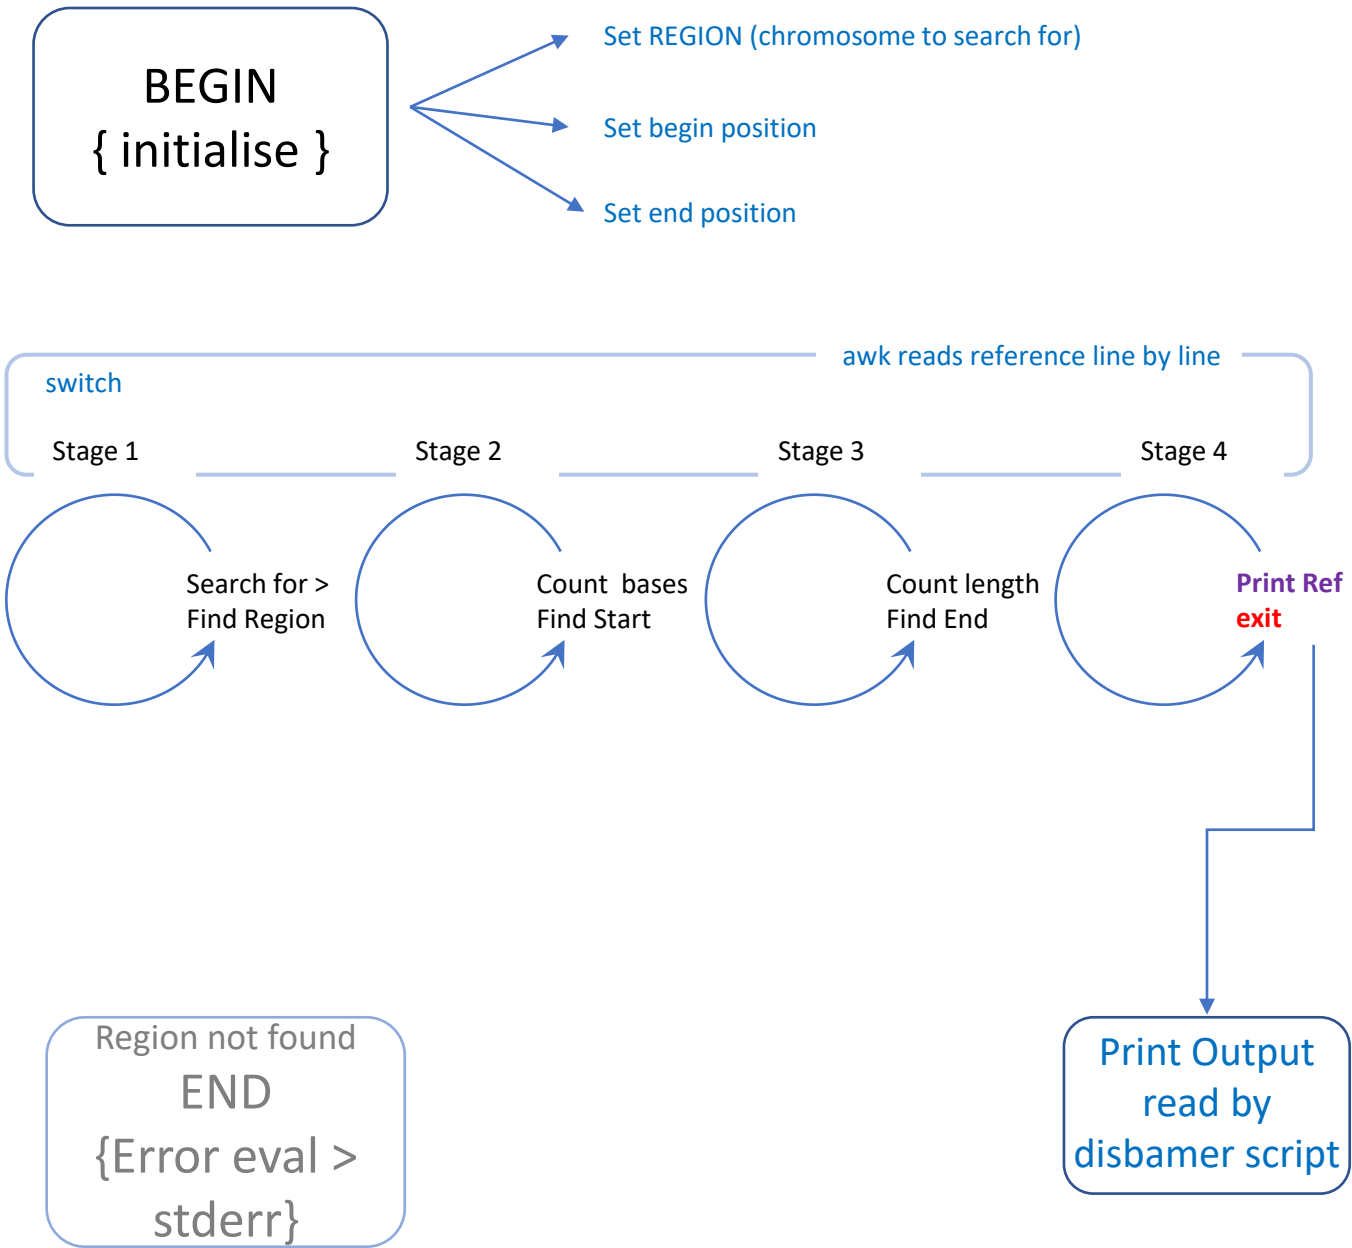 BEGIN
{ initialise }
Set REGION (chromosome to search for)
Set begin position
Set end position
awk reads reference line by line
switch
Stage 1
Stage 2
Stage 3
Stage 4
Search for >
Find Region
Count bases
Find Start
Count length
Find End
Print Ref
exit
Region not found
END
{Error eval >
stderr}
Print Output
read by
disbamer script